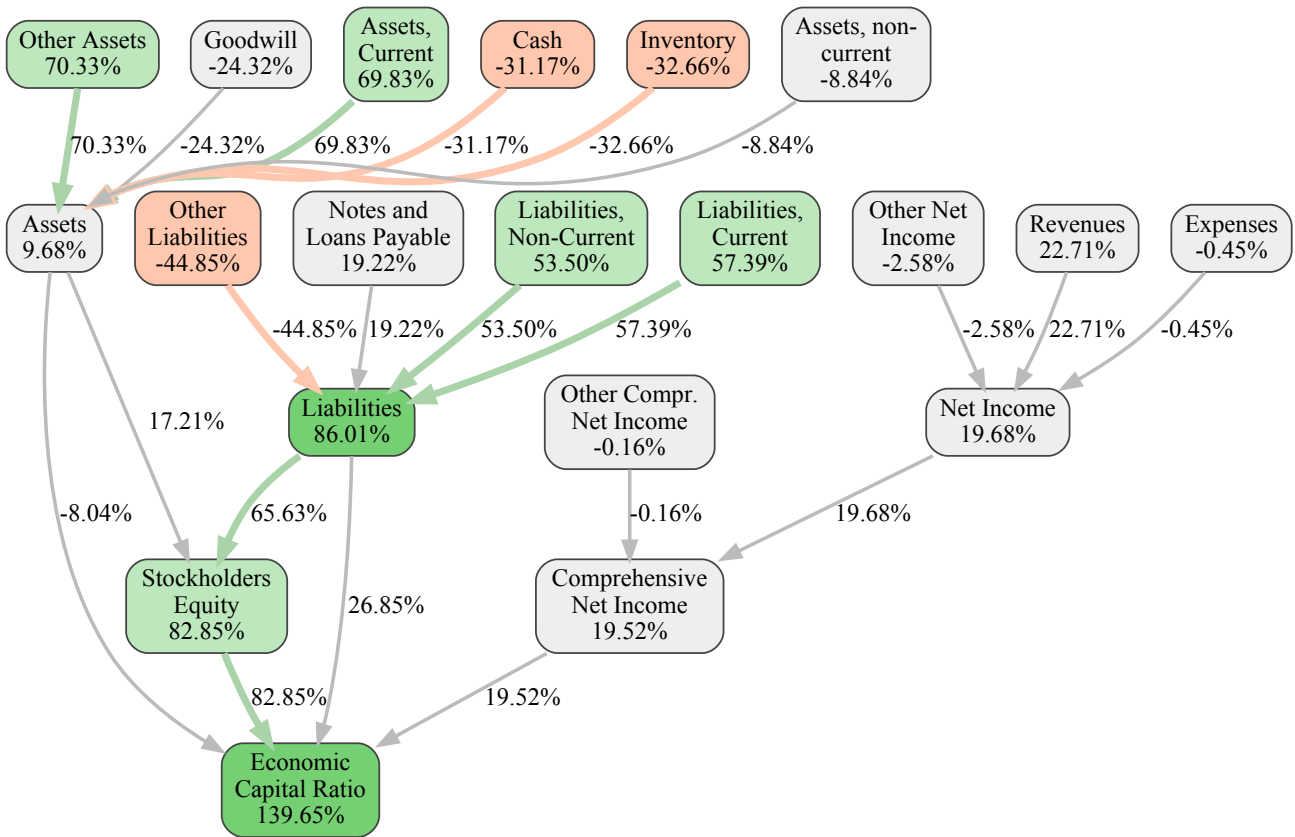 Other Assets
70.33%
Goodwill
-24.32%
Assets,
Current
69.83%
Cash
-31.17%
Inventory
-32.66%
Assets, non-
current
-8.84%
70.33%
-24.32%
69.83%
-31.17%
-32.66%
-8.84%
Assets
9.68%
Other
Liabilities
-44.85%
Notes and
Loans Payable
19.22%
Liabilities,
Non-Current
53.50%
Liabilities,
Current
57.39%
Other Net
Income
-2.58%
Revenues
22.71%
Expenses
-0.45%
-44.85%
19.22%
53.50%
57.39%
-2.58%
22.71%
-0.45%
17.21%
Liabilities
86.01%
Other Compr.
Net Income
-0.16%
Net Income
19.68%
-8.04%
65.63%
-0.16%
19.68%
Stockholders
Equity
82.85%
26.85%
Comprehensive
Net Income
19.52%
82.85%
19.52%
Economic
Capital Ratio
139.65%